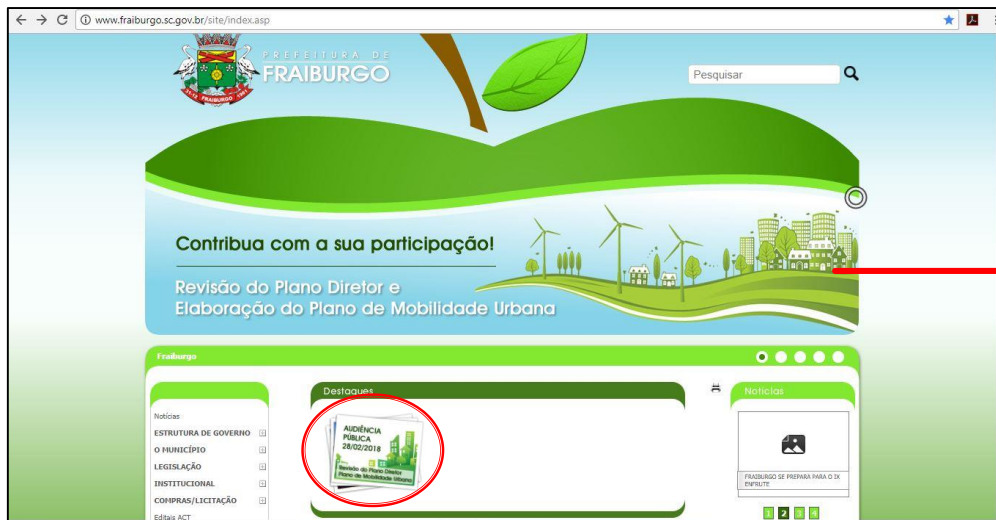 www.fraiburgo.sc.gov.br/site/index.asp
PREFEITURA DE
FRAIBURGO
Pesquisar
Contribua com a sua participação!
Revisão do Plano Diretor e
Elaboração do Plano de Mobilidade Urbana
Fraiburgo
Notícias
ESTRUTURA DE GOVERNO
O MUNICÍPIO
LEGISLAÇÃO
INSTITUCIONAL
COMPRAS/LICITAÇÃO
Editais ACT
Destaques
AUDIÊNCIA
PÚBLICA
28/02/2018
Revisão do Plano Diretor
Plano de Mobilidade Urbana
Notícias
FRAIBURGO SE PREPARA PARA O IX
ENFRUTE
1 2 3 4